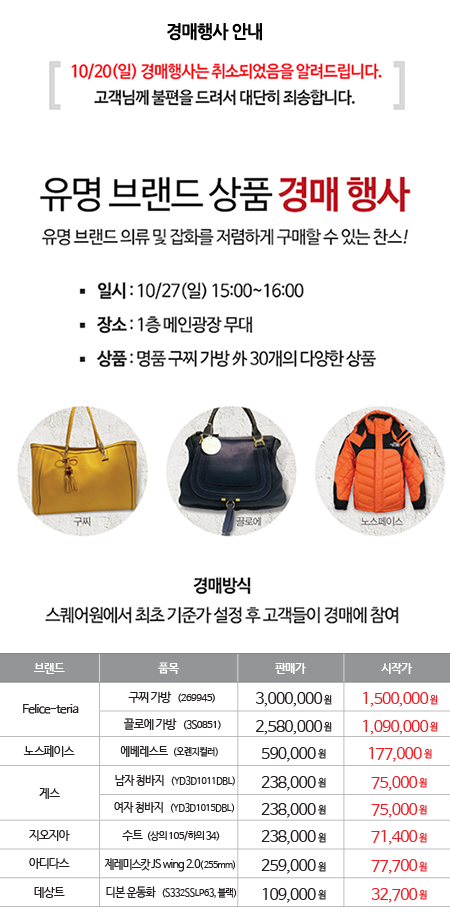 경매행사 안내
10/20(일) 경매행사는 취소되었음을 알려드립니다.
고객님께 불편을 드려서 대단히 죄송합니다.
유명 브랜드 상품 경매 행사
유명 브랜드 의류 및 잡화를 저렴하게 구매할 수 있는 찬스!
▪ 일시 : 10/27(일) 15:00~16:00
▪ 장소 : 1층 메인광장 무대
▪ 상품 : 명품 구찌 가방 外 30개의 다양한 상품
구찌 끌로에 노스페이스
경매방식
스퀘어원에서 최초 기준가 설정 후 고객들이 경매에 참여
브랜드 품목 판매가 시작가
Felice-teria 구찌 가방 (269945) 3,000,000원 1,500,000원
끌로에 가방 (3S0851) 2,580,000원 1,090,000원
노스페이스 에베레스트 (오렌지컬러) 590,000원 177,000원
게스 남자 청바지 (YD3D1011DBL) 238,000원 75,000원
여자 청바지 (YD3D1015DBL) 238,000원 75,000원
지오지아 수트 (상의 105/하의 34) 238,000원 71,400원
아디다스 제레미스캇 JS wing 2.0(255mm) 259,000원 77,700원
데상트 디본 운동화 (S332SSLP63, 블랙) 109,000원 32,700원